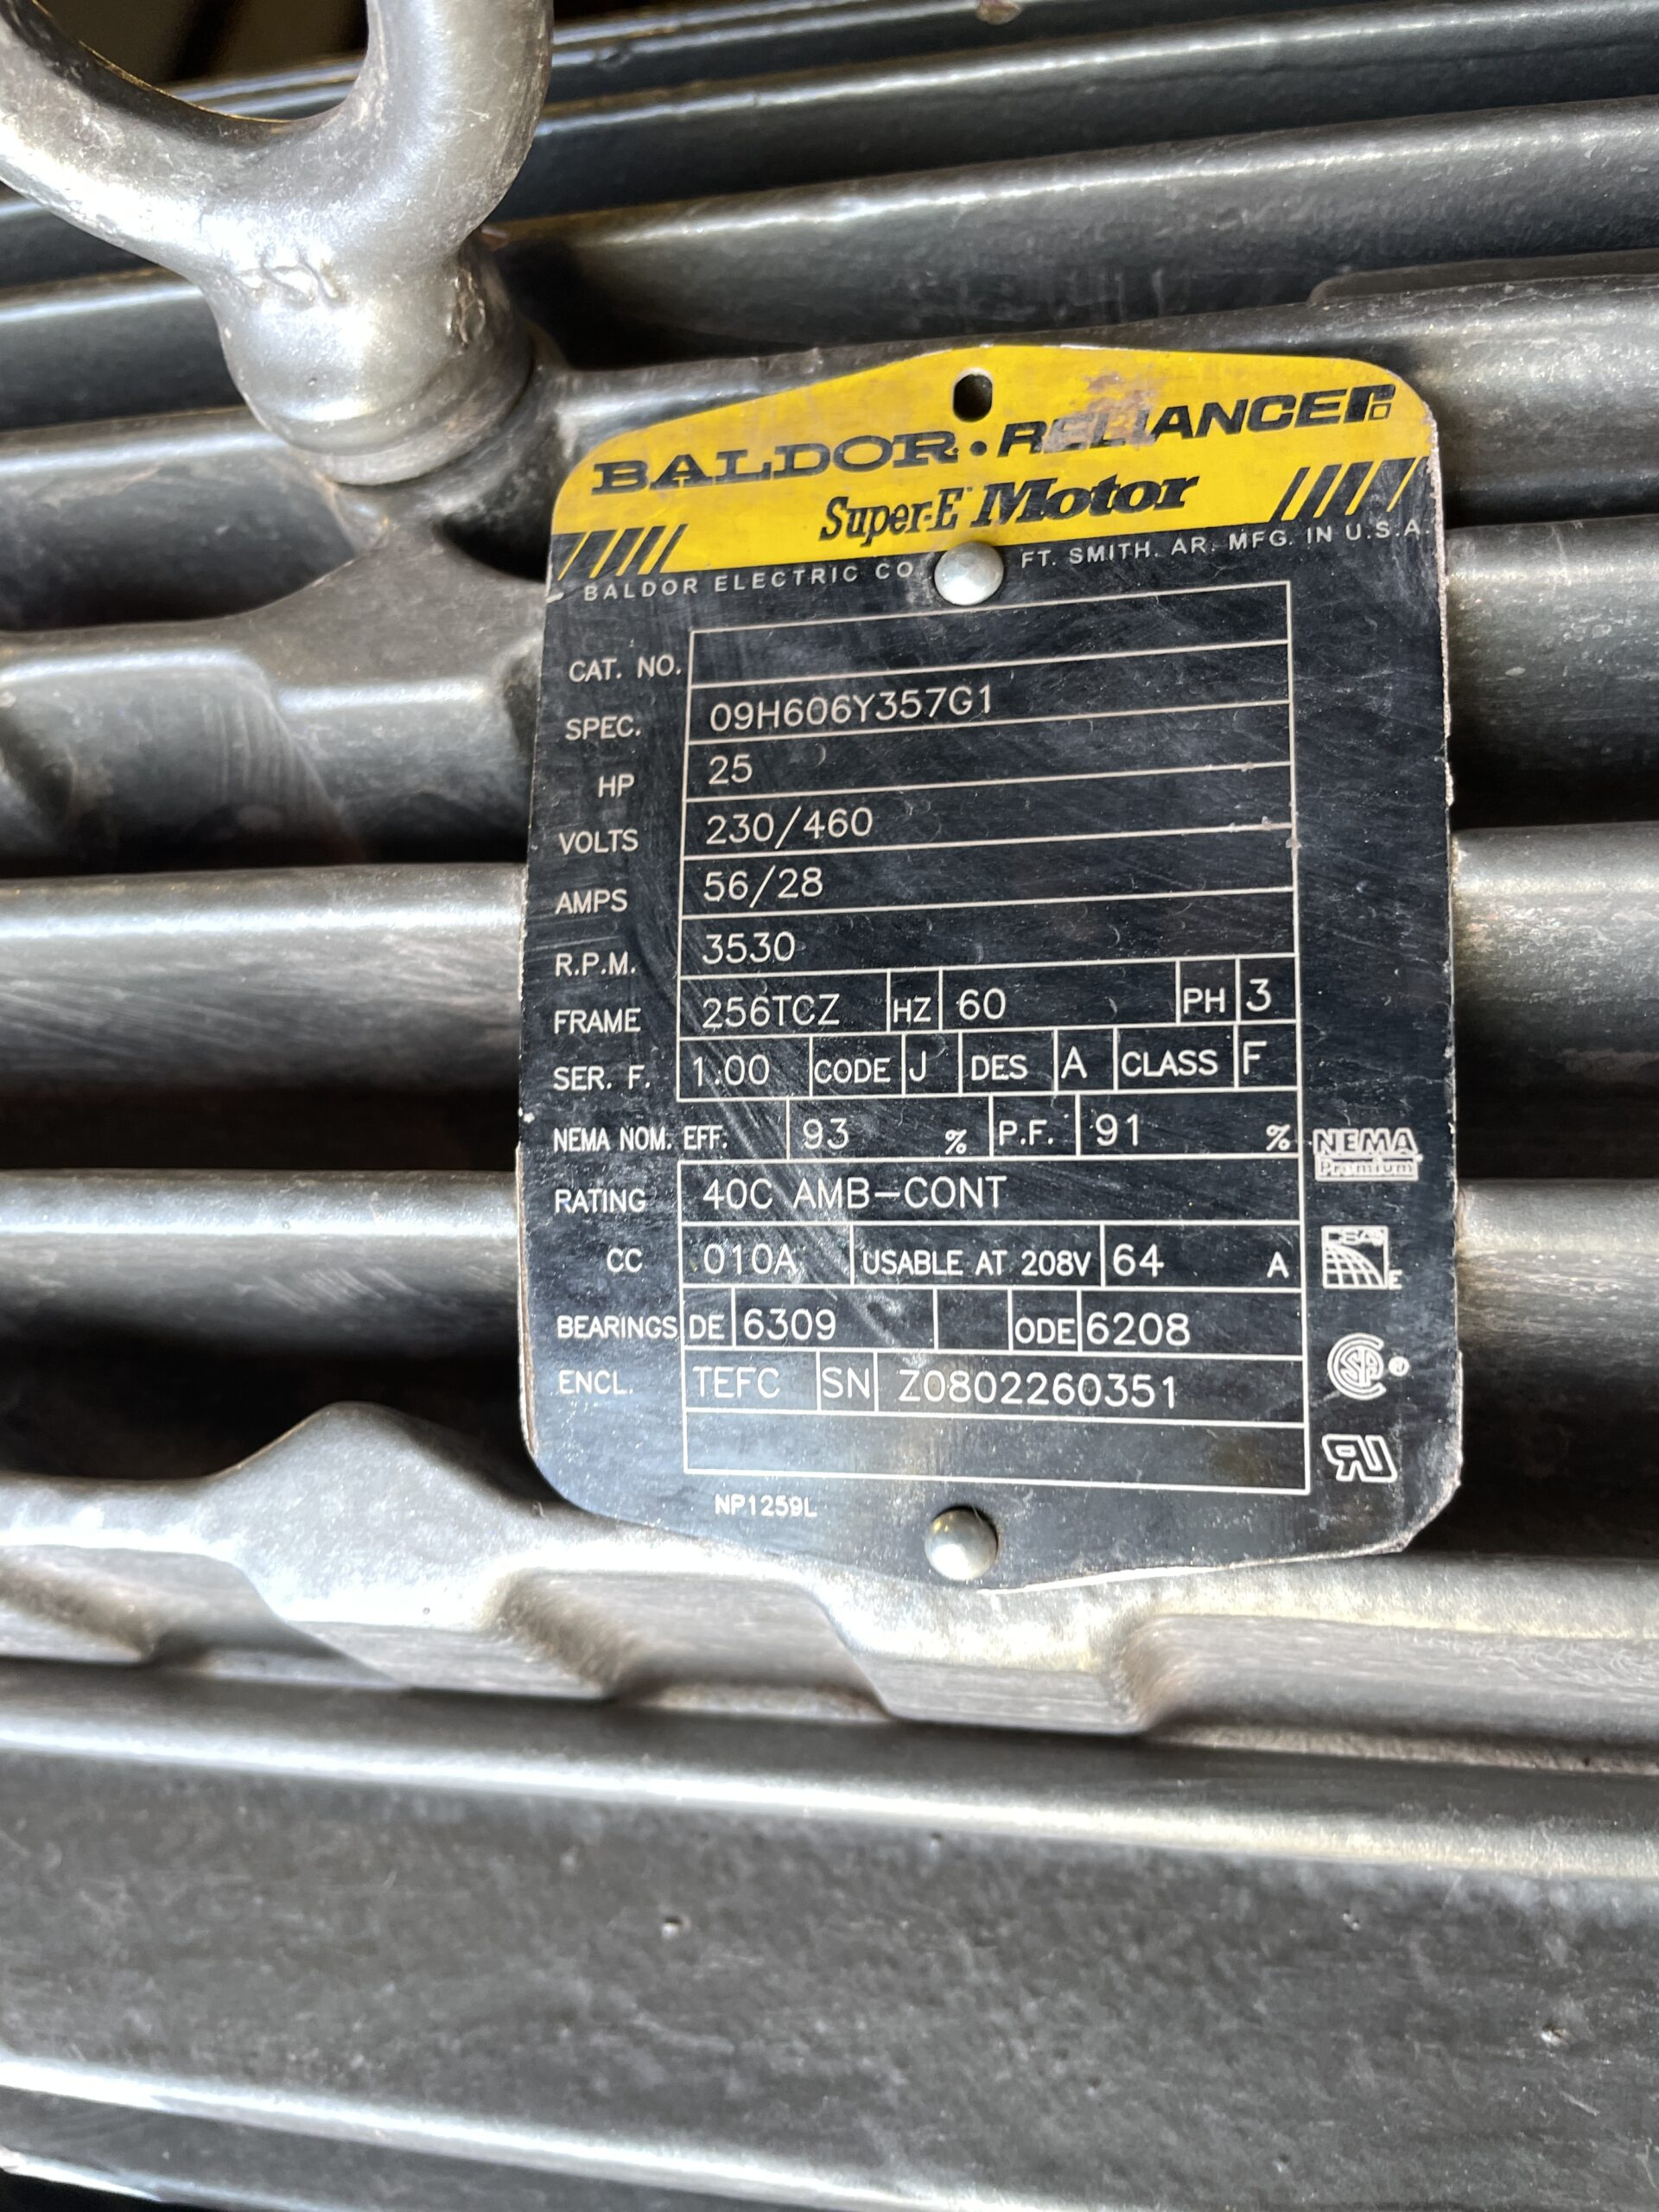 BALDOR • RELIANCER
Super-E Motor
BALDOR ELECTRIC CO FT. SMITH. AR. MFG. IN U.S.A.
CAT. NO.
SPEC. 09H606Y357G1
HP 25
VOLTS 230/460
AMPS 56/28
R.P.M. 3530
FRAME 256TCZ HZ 60 PH 3
SER. F. 1.00 CODE J DES A CLASS F
NEMA NOM. EFF. 93 % P.F. 91 %
NEMA
Premium
RATING 40C AMB-CONT
CC 010A USABLE AT 208V 64 A
BEARINGS DE 6309 ODE 6208
ENCL. TEFC SN Z0802260351
NP1259L